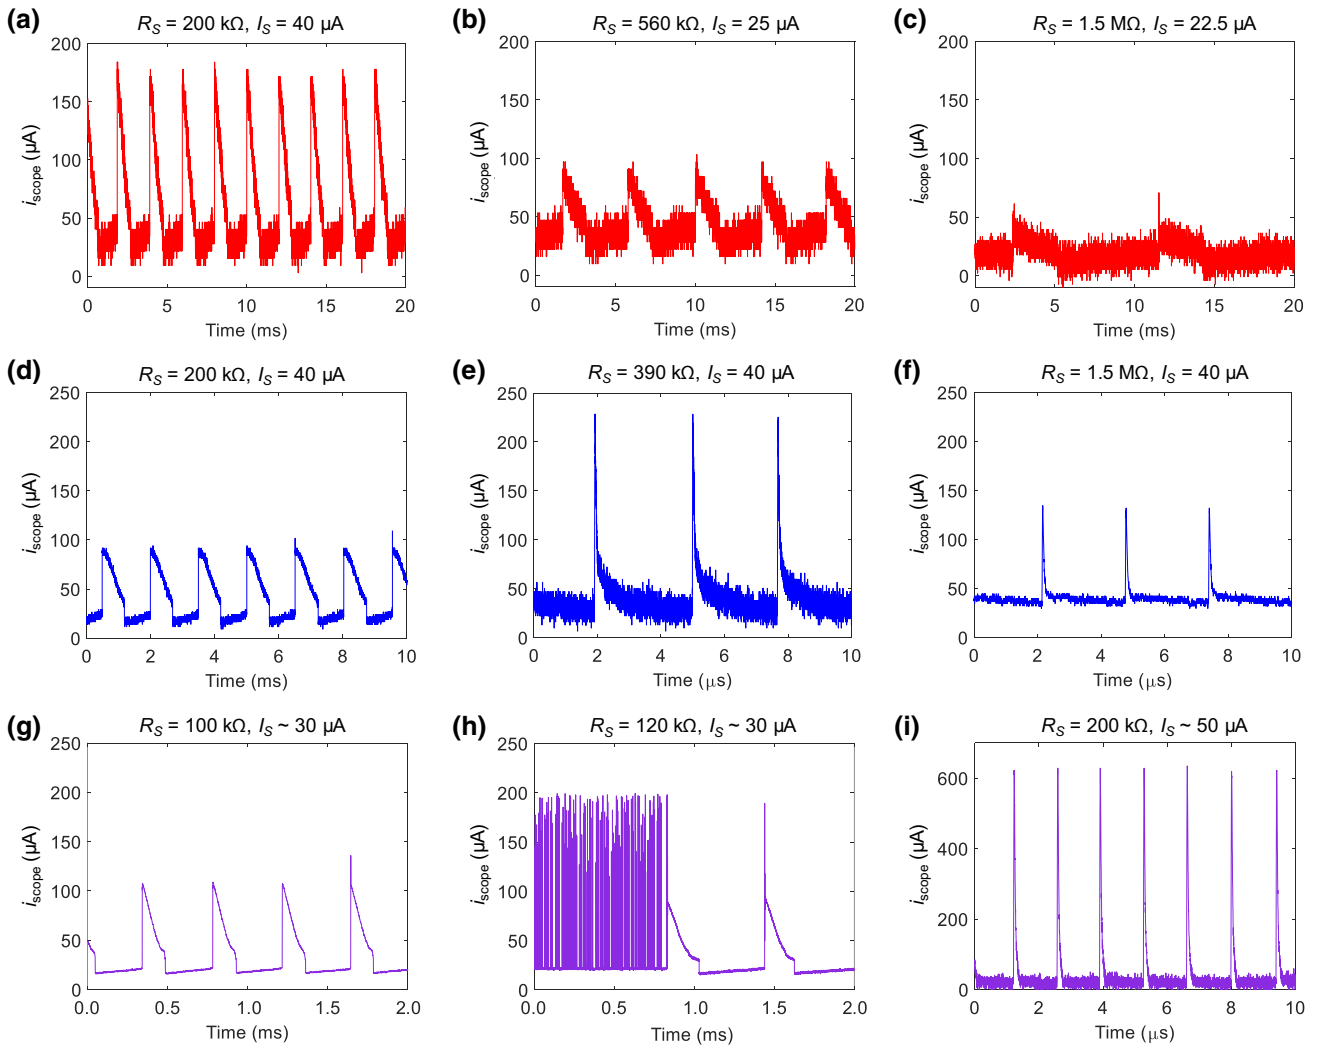 (a) R_S = 200 kΩ, I_S = 40 µA
200
150
100
50
0
i_scope (µA)
0 5 10 15 20
Time (ms)
(b) R_S = 560 kΩ, I_S = 25 µA
200
150
100
50
0
i_scope (µA)
0 5 10 15 20
Time (ms)
(c) R_S = 1.5 MΩ, I_S = 22.5 µA
200
150
100
50
0
i_scope (µA)
0 5 10 15 20
Time (ms)
(d) R_S = 200 kΩ, I_S = 40 µA
250
200
150
100
50
0
i_scope (µA)
0 2 4 6 8 10
Time (ms)
(e) R_S = 390 kΩ, I_S = 40 µA
250
200
150
100
50
0
i_scope (µA)
0 2 4 6 8 10
Time (µs)
(f) R_S = 1.5 MΩ, I_S = 40 µA
250
200
150
100
50
0
i_scope (µA)
0 2 4 6 8 10
Time (µs)
(g) R_S = 100 kΩ, I_S ~ 30 µA
250
200
150
100
50
0
i_scope (µA)
0.0 0.5 1.0 1.5 2.0
Time (ms)
(h) R_S = 120 kΩ, I_S ~ 30 µA
250
200
150
100
50
0
i_scope (µA)
0.0 0.5 1.0 1.5 2.0
Time (ms)
(i) R_S = 200 kΩ, I_S ~ 50 µA
600
400
200
0
i_scope (µA)
0 2 4 6 8 10
Time (µs)